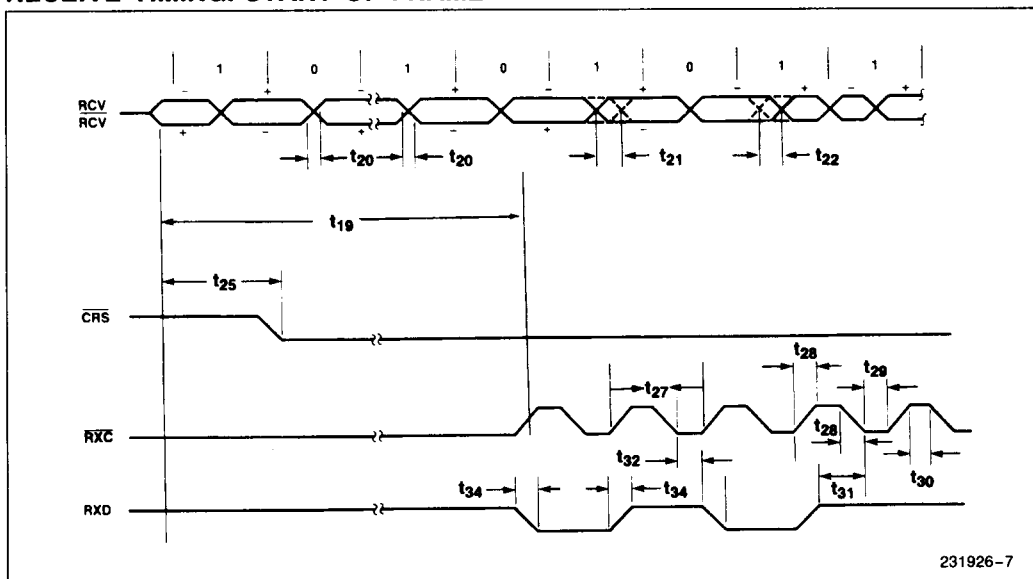 RECEIVE TIMING: START OF FRAME
1 0 1 0 1 0 1 1
− + − + − + − + − +
RCV
RCV
+ − + − + − −
t20 t20 t21 t22
t19
t25
CRS
t28
t29
t27
RXC
t28
t32
t30
t34 t34
t31
RXD
231926-7